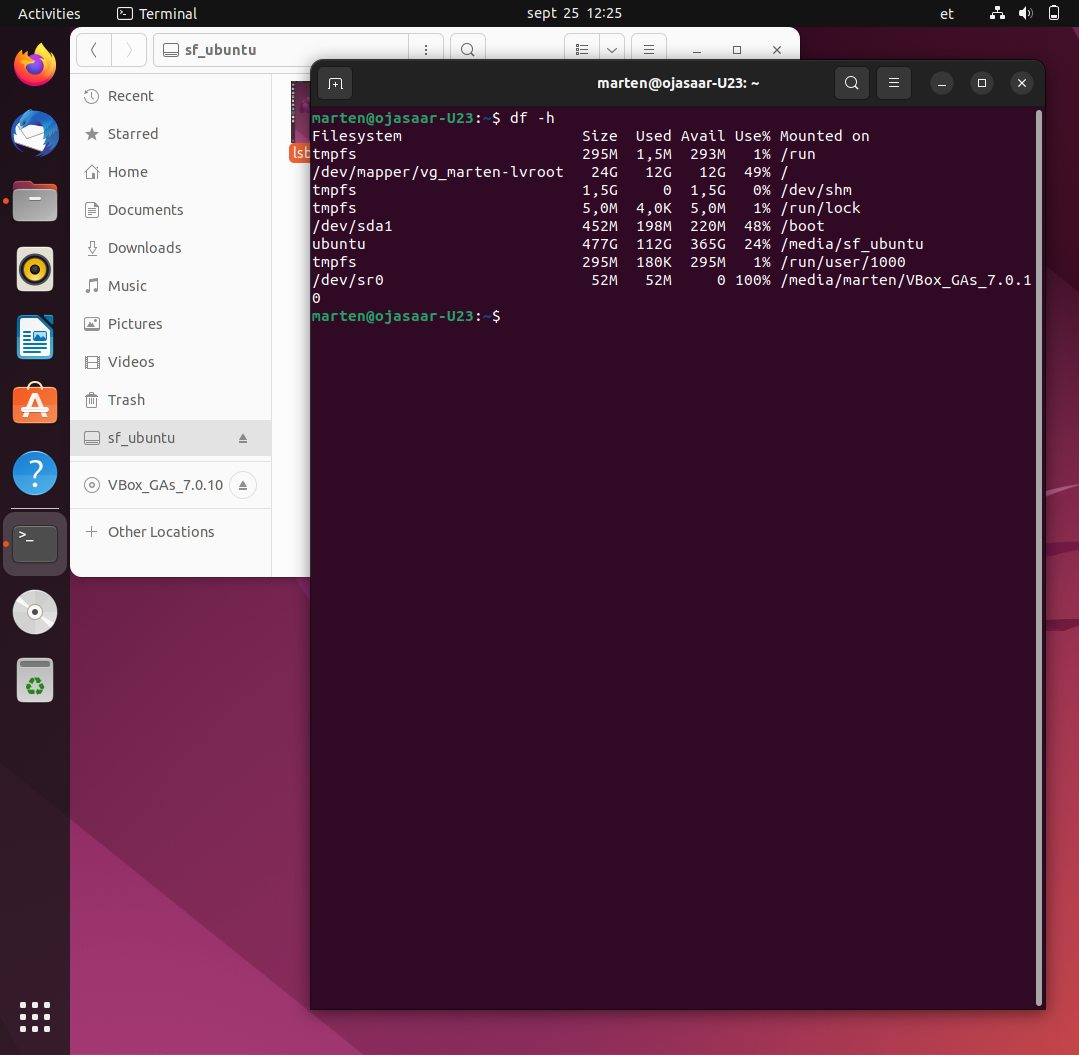 Activities
Terminal
sept 25 12:25
et
sf_ubuntu
Recent
Starred
Home
Documents
Downloads
Music
Pictures
Videos
Trash
sf_ubuntu
VBox_GAs_7.0.10
Other Locations
marten@ojasaar-U23: ~
marten@ojasaar-U23:~$ df -h
Filesystem Size Used Avail Use% Mounted on
tmpfs 295M 1,5M 293M 1% /run
/dev/mapper/vg_marten-lvroot 24G 12G 12G 49% /
tmpfs 1,5G 0 1,5G 0% /dev/shm
tmpfs 5,0M 4,0K 5,0M 1% /run/lock
/dev/sda1 452M 198M 220M 48% /boot
ubuntu 477G 112G 365G 24% /media/sf_ubuntu
tmpfs 295M 180K 295M 1% /run/user/1000
/dev/sr0 52M 52M 0 100% /media/marten/VBox_GAs_7.0.1
0
marten@ojasaar-U23:~$